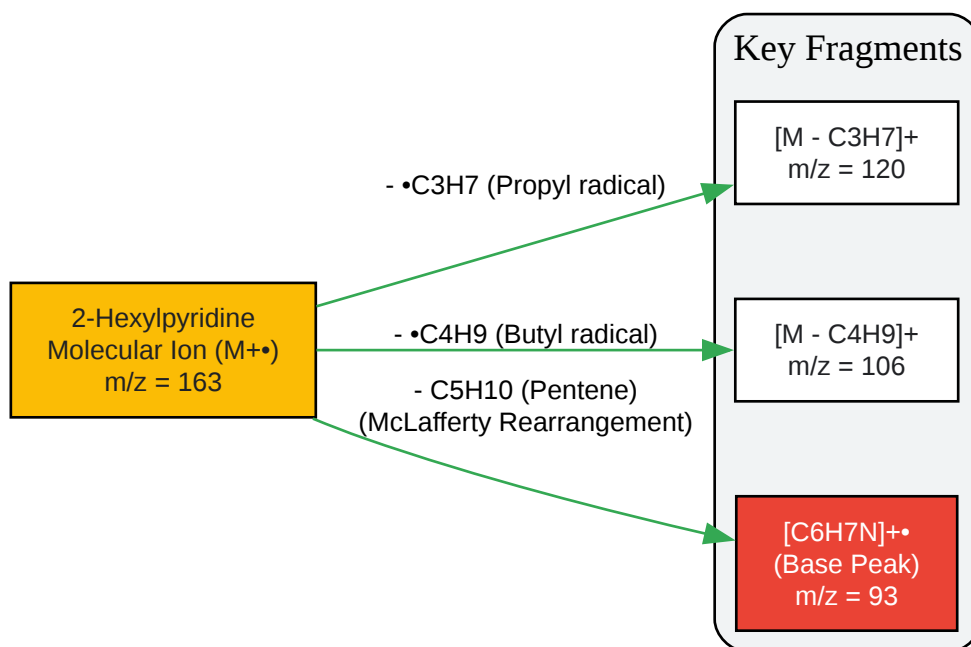 Key Fragments
[M - C3H7]+
m/z = 120
- •C3H7 (Propyl radical)
2-Hexylpyridine
Molecular Ion (M+•)
m/z = 163
- •C4H9 (Butyl radical)
[M - C4H9]+
m/z = 106
- C5H10 (Pentene)
(McLafferty Rearrangement)
[C6H7N]+•
(Base Peak)
m/z = 93